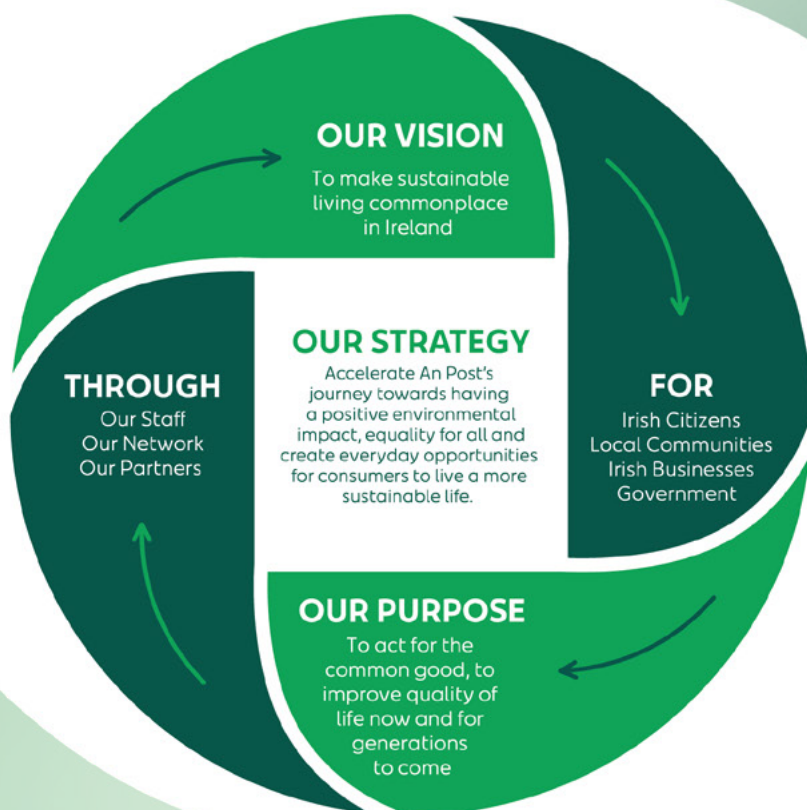 OUR VISION
To make sustainable
living commonplace
in Ireland
OUR STRATEGY
Accelerate An Post's
journey towards having
a positive environmental
impact, equality for all and
create everyday opportunities
for consumers to live a more
sustainable life.
THROUGH
Our Staff
Our Network
Our Partners
FOR
Irish Citizens
Local Communities
Irish Businesses
Government
OUR PURPOSE
To act for the
common good, to
improve quality of
life now and for
generations
to come